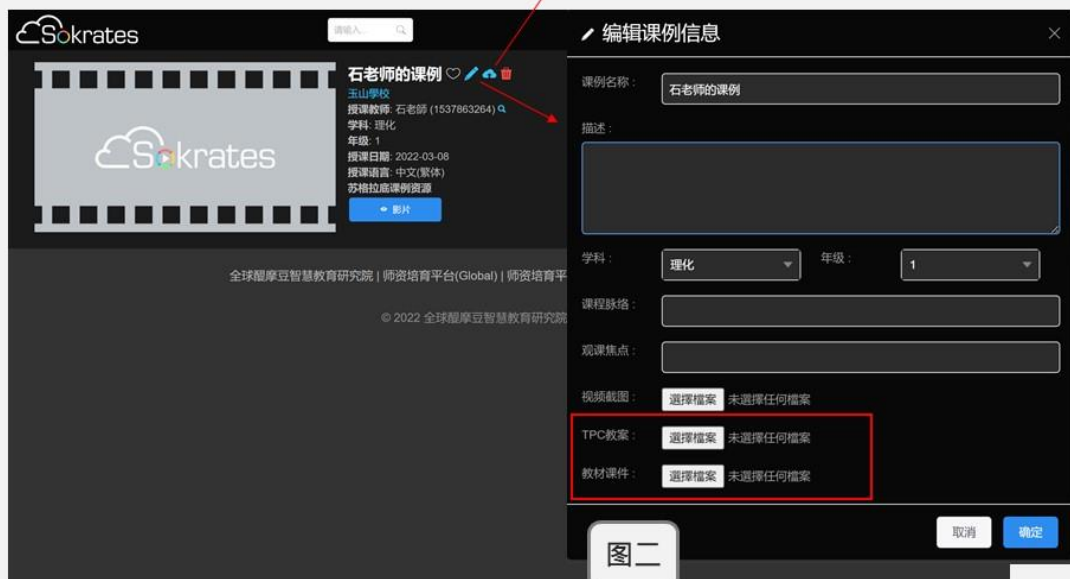 Sokrates
请输入..
石老师的课例
玉山學校
授课教师: 石老師 (1537863264)
学科: 理化
年级: 1
授课日期: 2022-03-08
授课语言: 中文(繁体)
苏格拉底课例资源
影片
Sokrates
全球醍摩豆智慧教育研究院 | 师资培育平台(Global) | 师资培育平
© 2022 全球醍摩豆智慧教育研究院
编辑课例信息
课例名称 : 石老师的课例
描述 :
学科 : 理化 年级 : 1
课程脉络 :
观课焦点 :
视频截图 : 選擇檔案 未選擇任何檔案
TPC教案 : 選擇檔案 未選擇任何檔案
教材课件 : 選擇檔案 未選擇任何檔案
取消 确定
图二